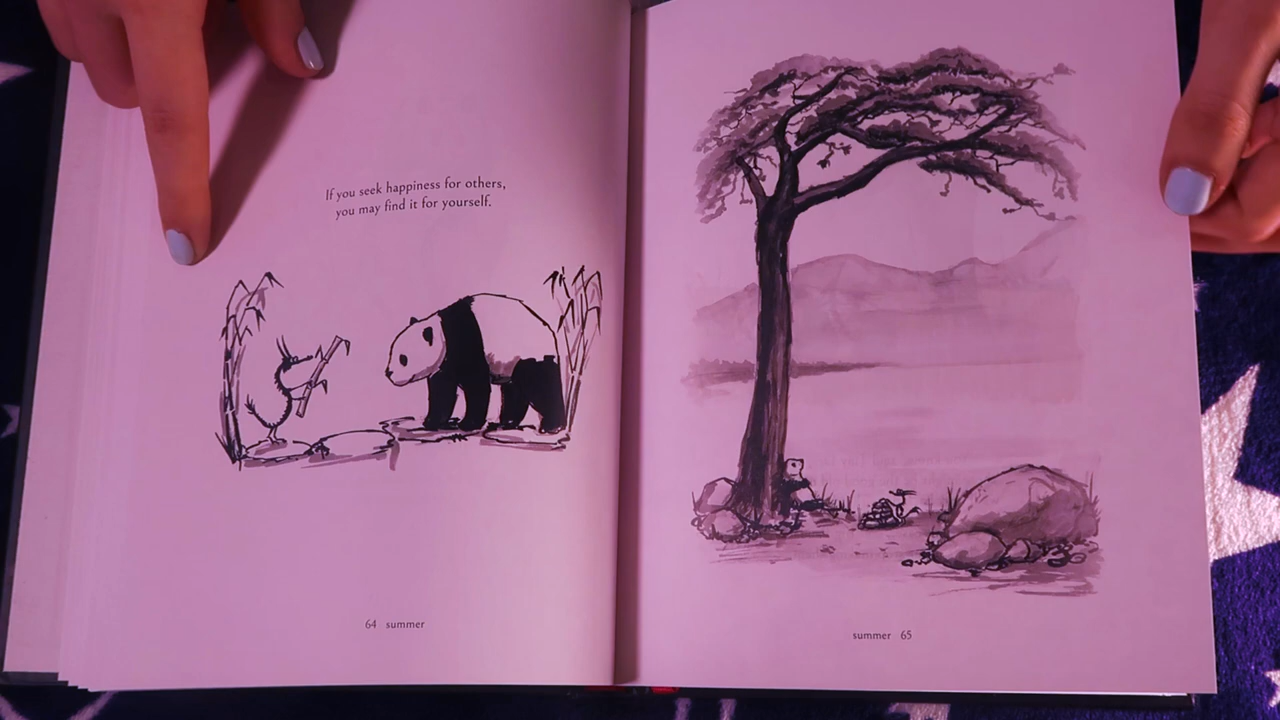 If you seek happiness for others,
you may find it for yourself.
64 summer
summer 65